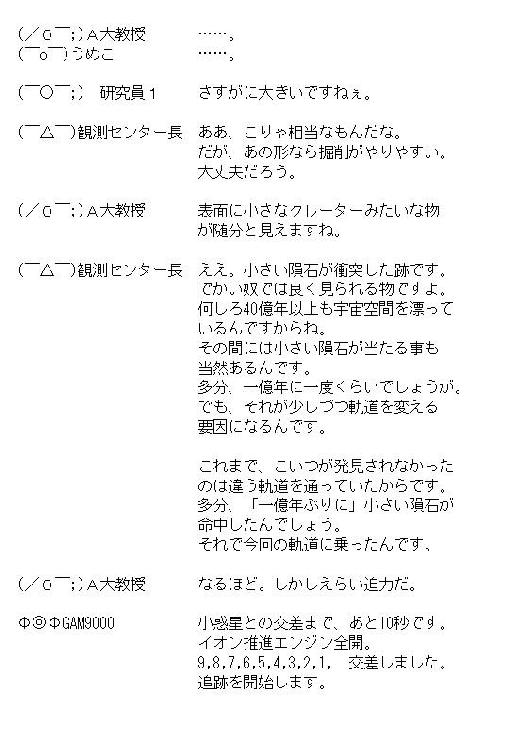 (／o￣;)Ａ大教授　　　……。
(￣o￣)うめこ　　　　……。
(￣○￣;)　研究員１　　さすがに大きいですねぇ。
(￣△￣)観測センター長　ああ、こりゃ相当なもんだな。
だが、あの形なら掘削がやりやすい。
大丈夫だろう。
(／o￣;)Ａ大教授　　　表面に小さなクレーターみたいな物
が随分と見えますね。
(￣△￣)観測センター長　ええ。小さい隕石が衝突した跡です。
でかい奴では良く見られる物ですよ。
何しろ40億年以上も宇宙空間を漂って
いるんですからね。
その間には小さい隕石が当たる事も
当然あるんです。
多分、一億年に一度くらいでしょうが。
でも、それが少しづつ軌道を変える
要因になるんです。
これまで、こいつが発見されなかった
のは違う軌道を通っていたからです。
多分、「一億年ぶりに」小さい隕石が
命中したんでしょう。
それで今回の軌道に乗ったんです、
(／o￣;)Ａ大教授　　　なるほど。しかしえらい迫力だ。
Φ◎ΦGAM9000　　　　小惑星との交差まで、あと10秒です。
イオン推進エンジン全開。
9,8,7,6,5,4,3,2,1,　交差しました。
追跡を開始します。